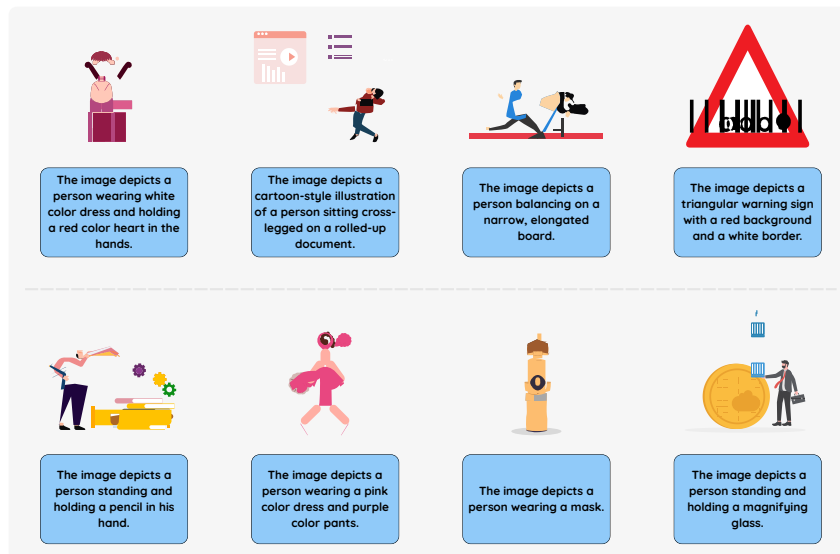 The image depicts a
person wearing white
color dress and holding
a red color heart in the
hands.
The image depicts a
cartoon-style illustration
of a person sitting cross-
legged on a rolled-up
document.
The image depicts a
person balancing on a
narrow, elongated
board.
The image depicts a
triangular warning sign
with a red background
and a white border.
The image depicts a
person standing and
holding a pencil in his
hand.
The image depicts a
person wearing a pink
color dress and purple
color pants.
The image depicts a
person wearing a mask.
The image depicts a
person standing and
holding a magnifying
glass.